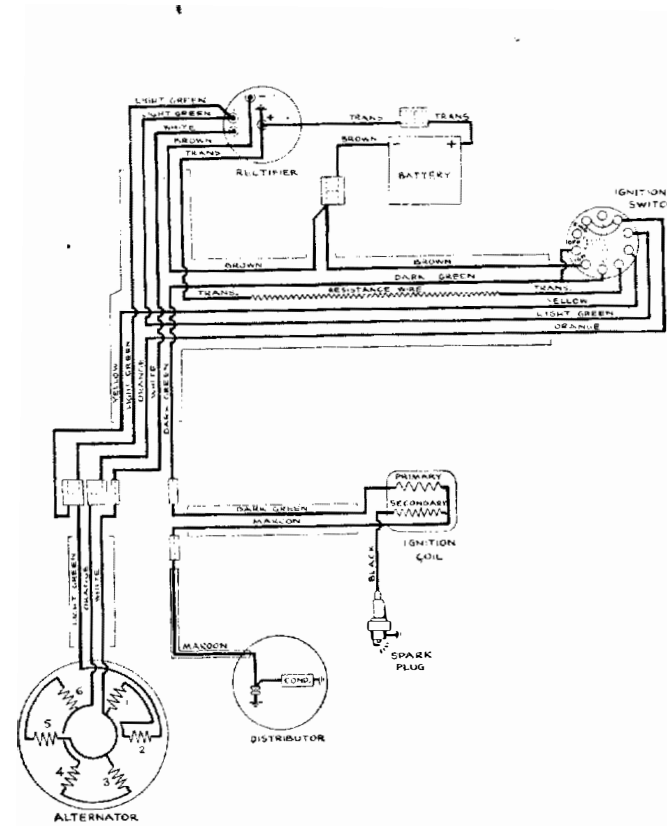 LIGHT GREEN
LIGHT GREEN
WHITE
BROWN
TRANS
- +
TRANS
TRANS
BROWN
- +
RECTIFIER
BATTERY
IGNITION
SWITCH
BROWN
BROWN
DARK GREEN
TRANS.
RESISTANCE WIRE
TRANS.
YELLOW
LIGHT GREEN
ORANGE
YELLOW
LIGHT GREEN
ORANGE
WHITE
DARK GREEN
PRIMARY
SECONDARY
DARK GREEN
MAROON
IGNITION
COIL
BLACK
LIGHT GREEN
ORANGE
WHITE
MAROON
SPARK
PLUG
COND.
DISTRIBUTOR
6
1
5
2
4
3
ALTERNATOR